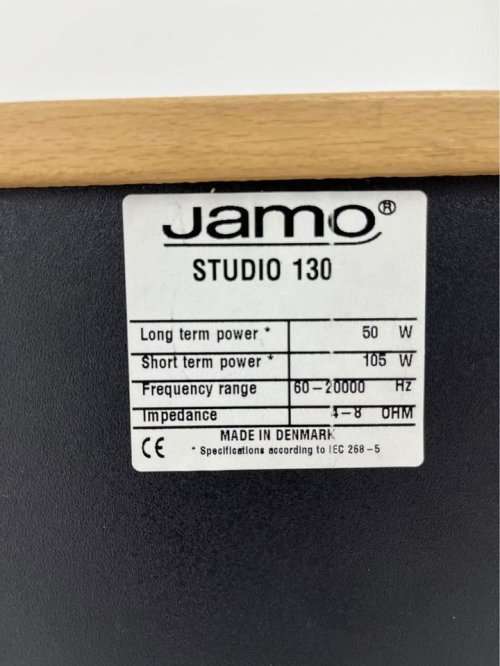 Jamo®
STUDIO 130
Long term power * 50 W
Short term power * 105 W
Frequency range 60-20000 Hz
Impedance 4-8 OHM
MADE IN DENMARK
CE * Specifications according to IEC 268-5